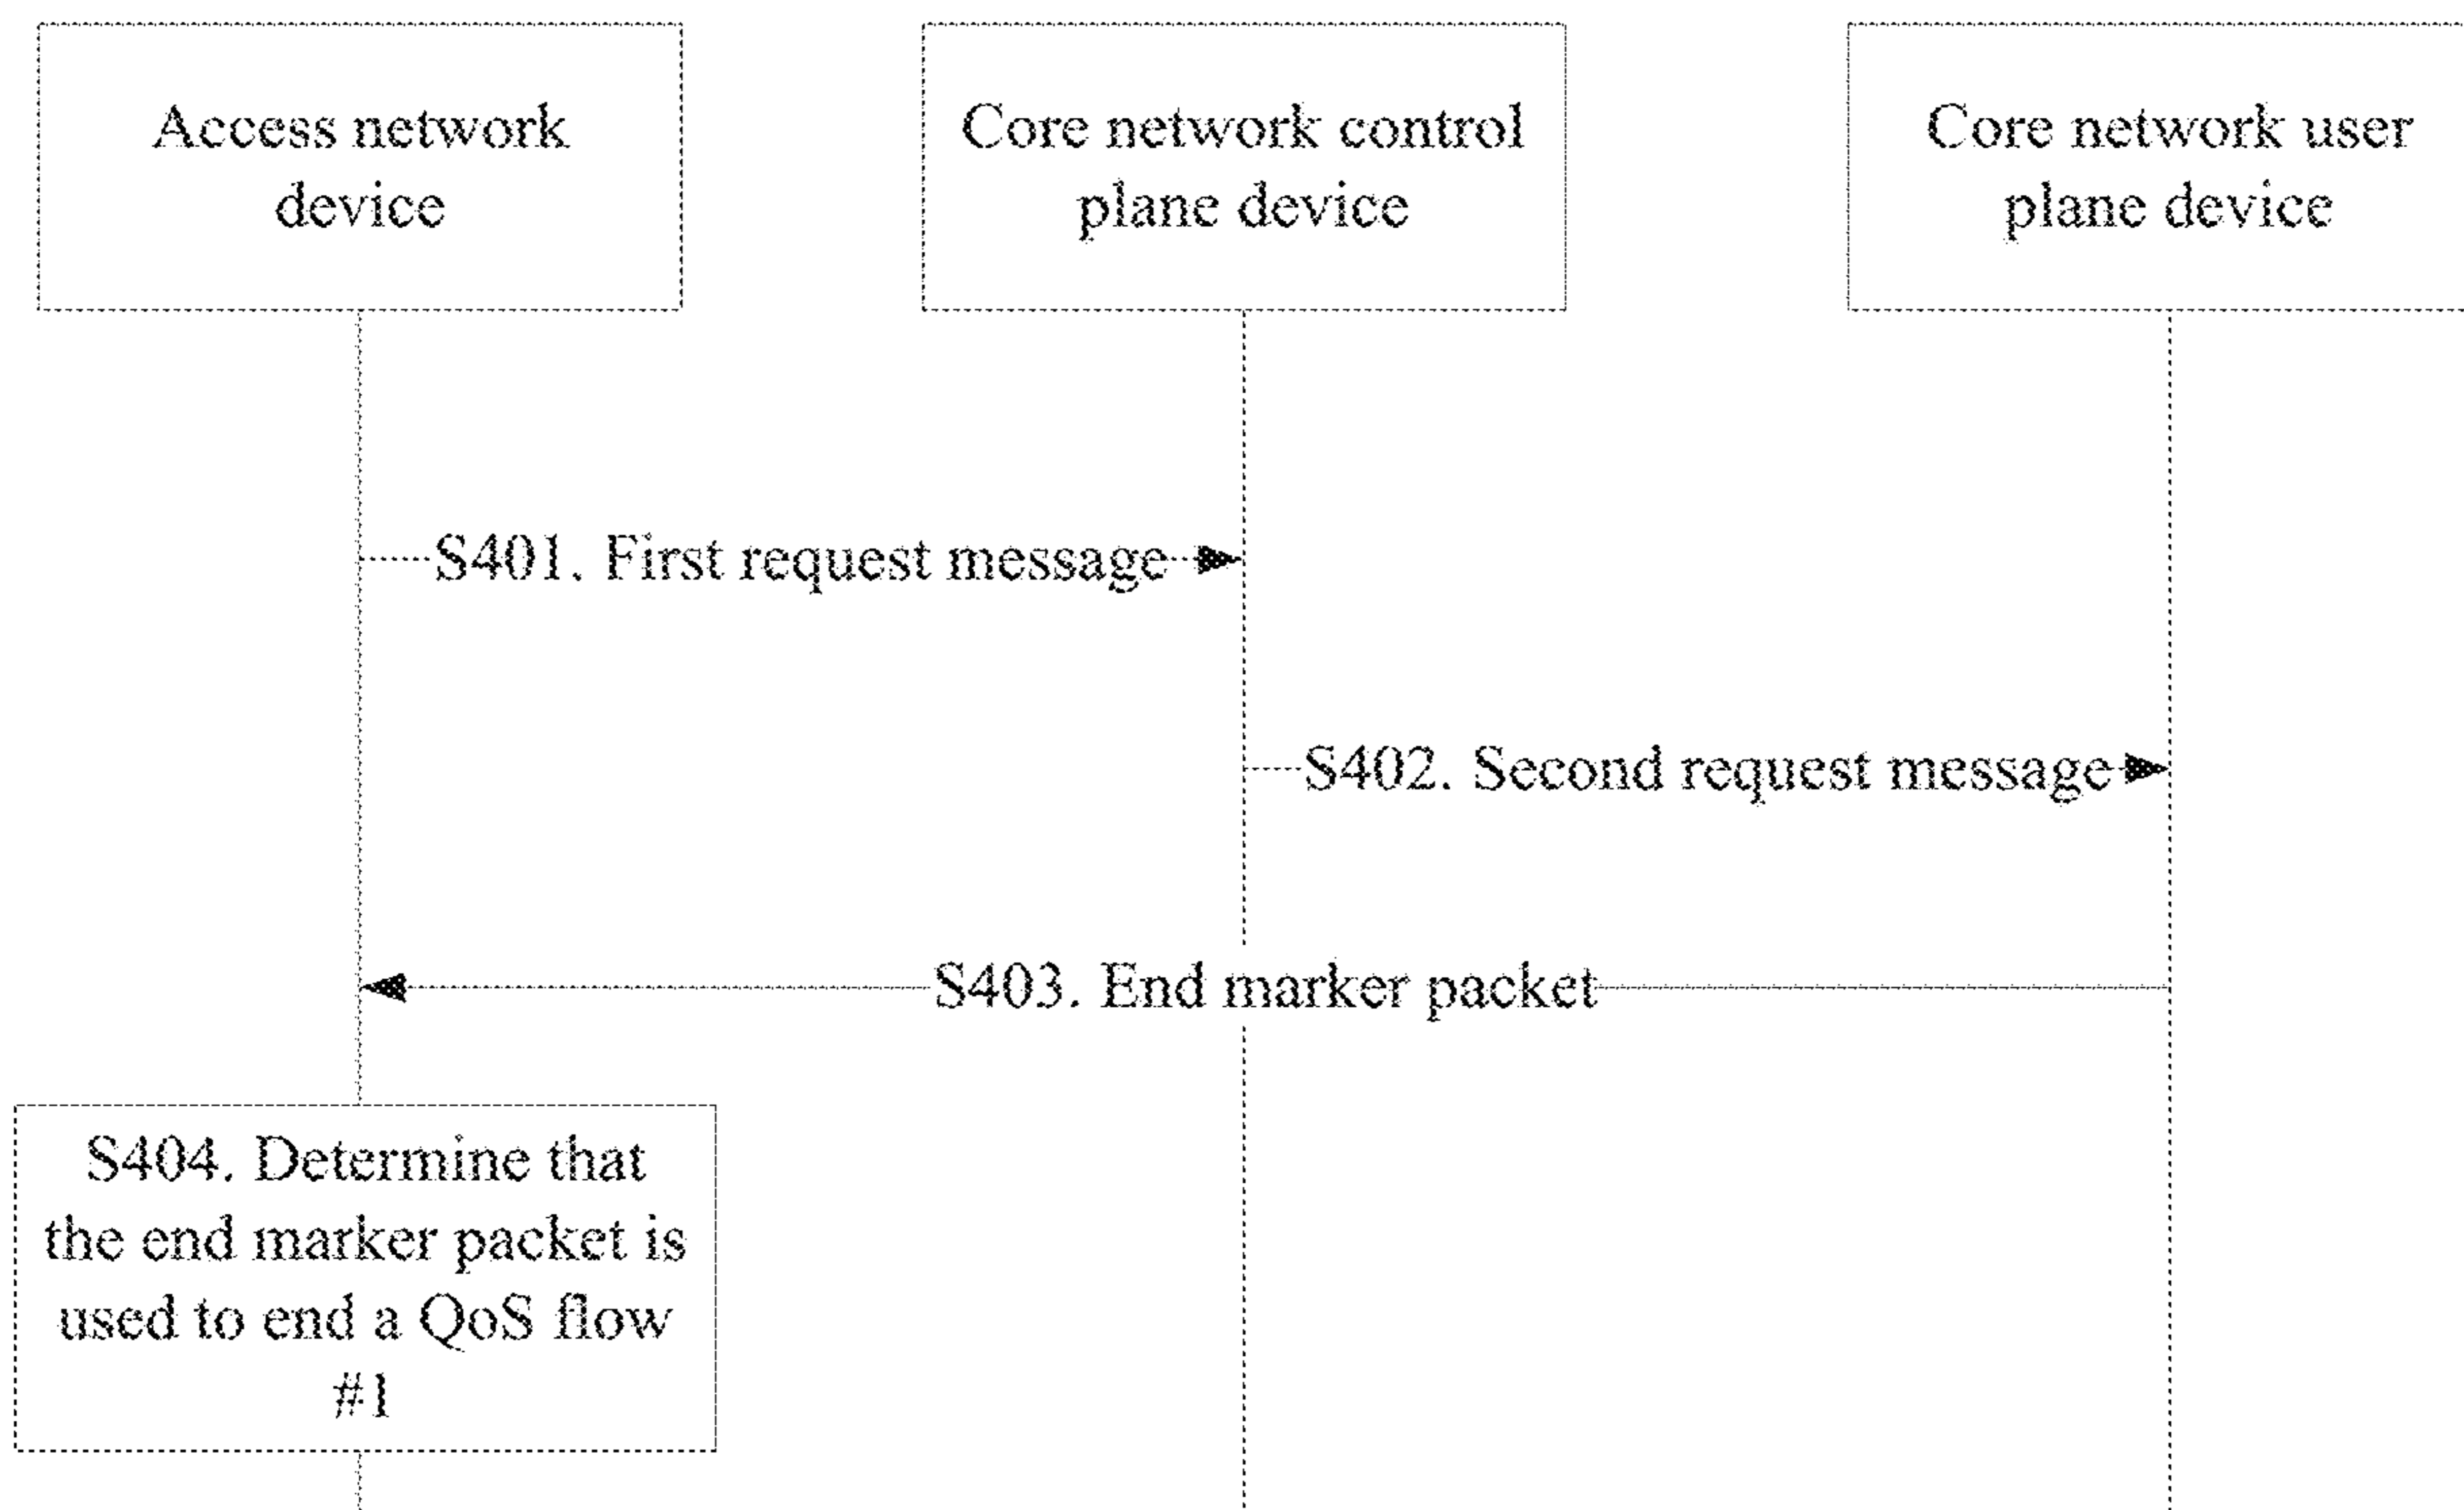 Access network
device
Core network control
plane device
Core network user
plane device
S401. First request message
S402. Second request message
S403. End marker packet
S404. Determine that
the end marker packet is
used to end a QoS flow
#1